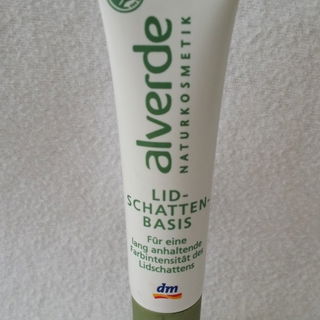 alverde
NATURKOSMETIK
LID-
SCHATTEN-
BASIS
Für eine
lang anhaltende
Farbintensität des
Lidschattens
dm